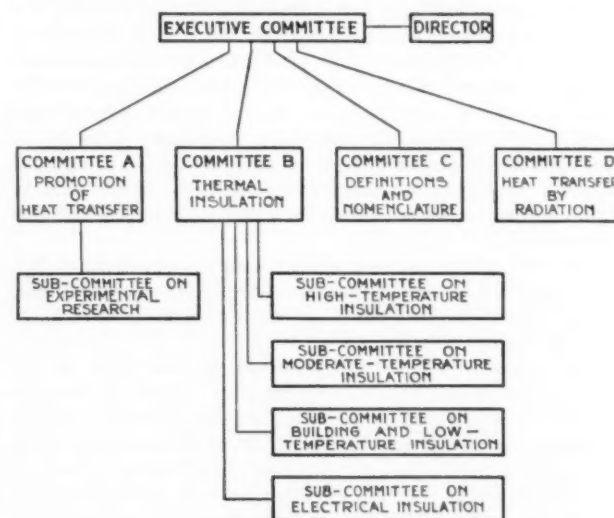 EXECUTIVE COMMITTEE
DIRECTOR
COMMITTEE A
PROMOTION
OF
HEAT TRANSFER
COMMITTEE B
THERMAL
INSULATION
COMMITTEE C
DEFINITIONS
AND
NOMENCLATURE
COMMITTEE D
HEAT TRANSFER
BY
RADIATION
SUB-COMMITTEE ON
EXPERIMENTAL
RESEARCH
SUB-COMMITTEE ON
HIGH-TEMPERATURE
INSULATION
SUB-COMMITTEE ON
MODERATE-TEMPERATURE
INSULATION
SUB-COMMITTEE ON
BUILDING AND LOW-
TEMPERATURE INSULATION
SUB-COMMITTEE ON
ELECTRICAL INSULATION